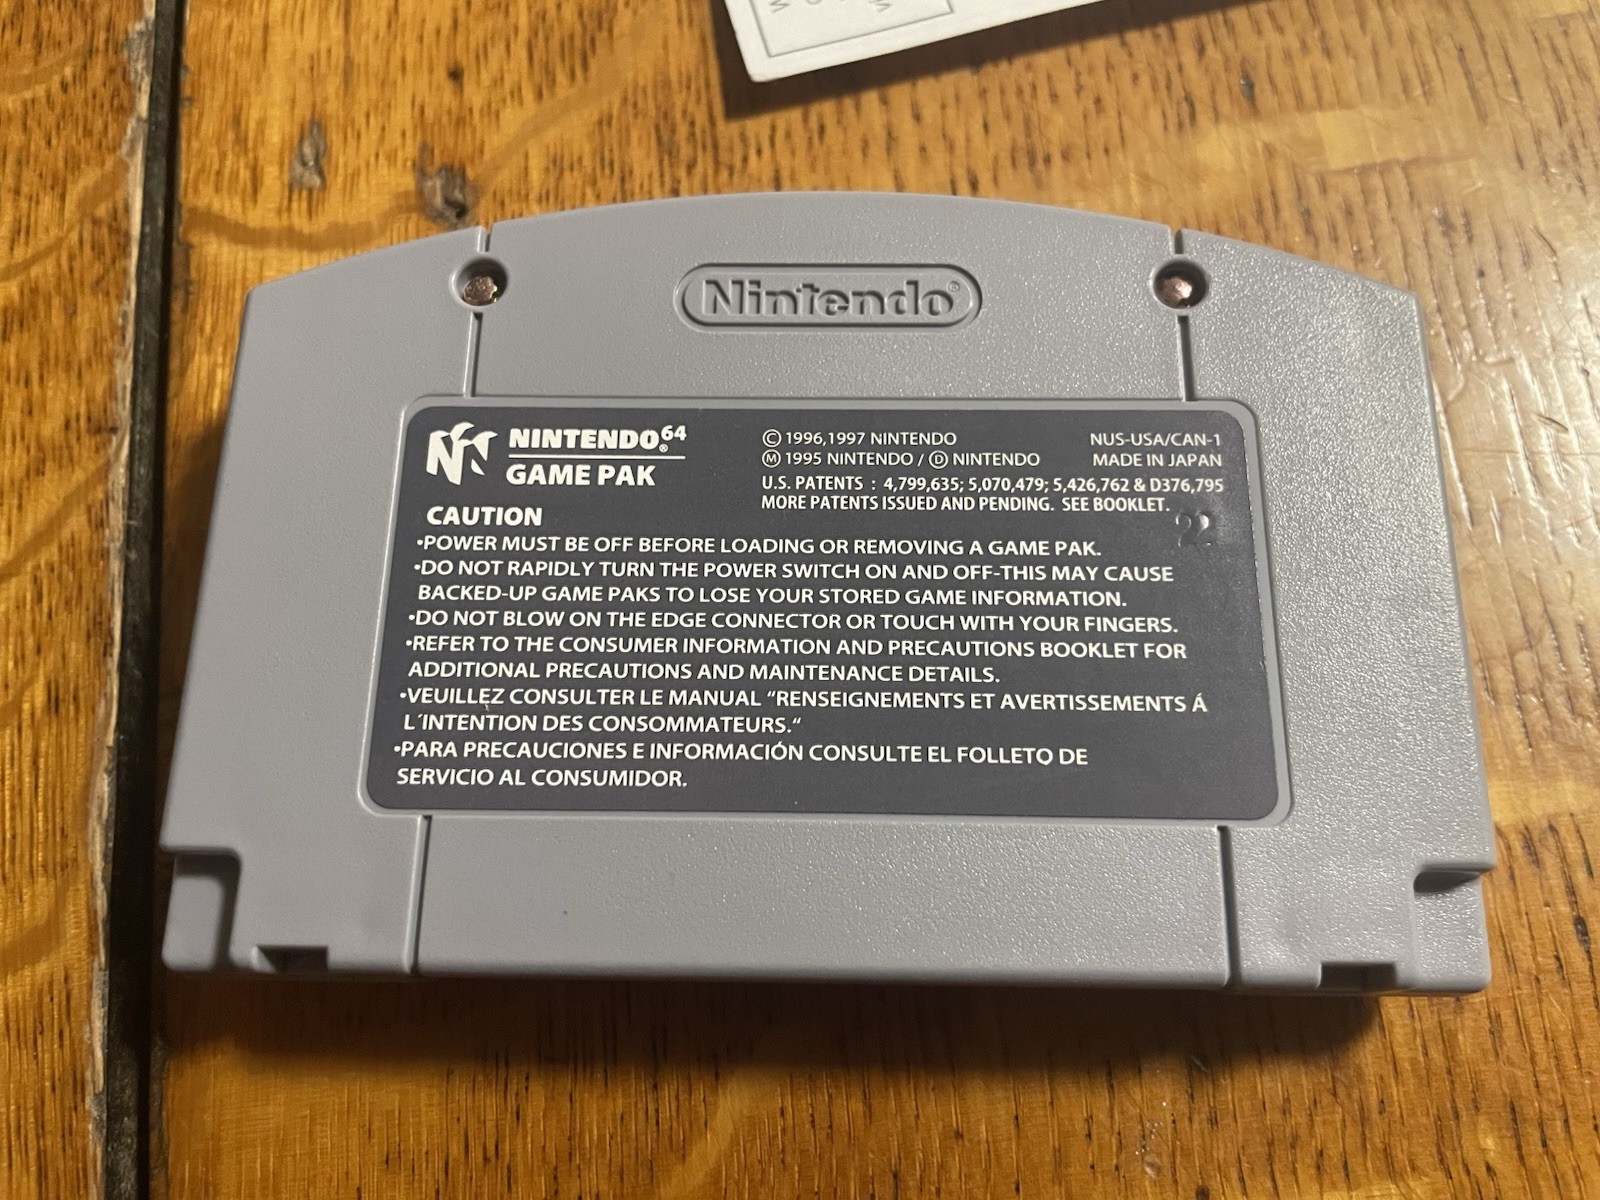 Nintendo®
NINTENDO®64
GAME PAK
© 1996,1997 NINTENDO
NUS-USA/CAN-1
Ⓜ 1995 NINTENDO / Ⓓ NINTENDO
MADE IN JAPAN
U.S. PATENTS : 4,799,635; 5,070,479; 5,426,762 & D376,795
MORE PATENTS ISSUED AND PENDING. SEE BOOKLET.
22
CAUTION
•POWER MUST BE OFF BEFORE LOADING OR REMOVING A GAME PAK.
•DO NOT RAPIDLY TURN THE POWER SWITCH ON AND OFF-THIS MAY CAUSE
BACKED-UP GAME PAKS TO LOSE YOUR STORED GAME INFORMATION.
•DO NOT BLOW ON THE EDGE CONNECTOR OR TOUCH WITH YOUR FINGERS.
•REFER TO THE CONSUMER INFORMATION AND PRECAUTIONS BOOKLET FOR
ADDITIONAL PRECAUTIONS AND MAINTENANCE DETAILS.
•VEUILLEZ CONSULTER LE MANUAL “RENSEIGNEMENTS ET AVERTISSEMENTS Á
L´INTENTION DES CONSOMMATEURS.“
•PARA PRECAUCIONES E INFORMACIÓN CONSULTE EL FOLLETO DE
SERVICIO AL CONSUMIDOR.